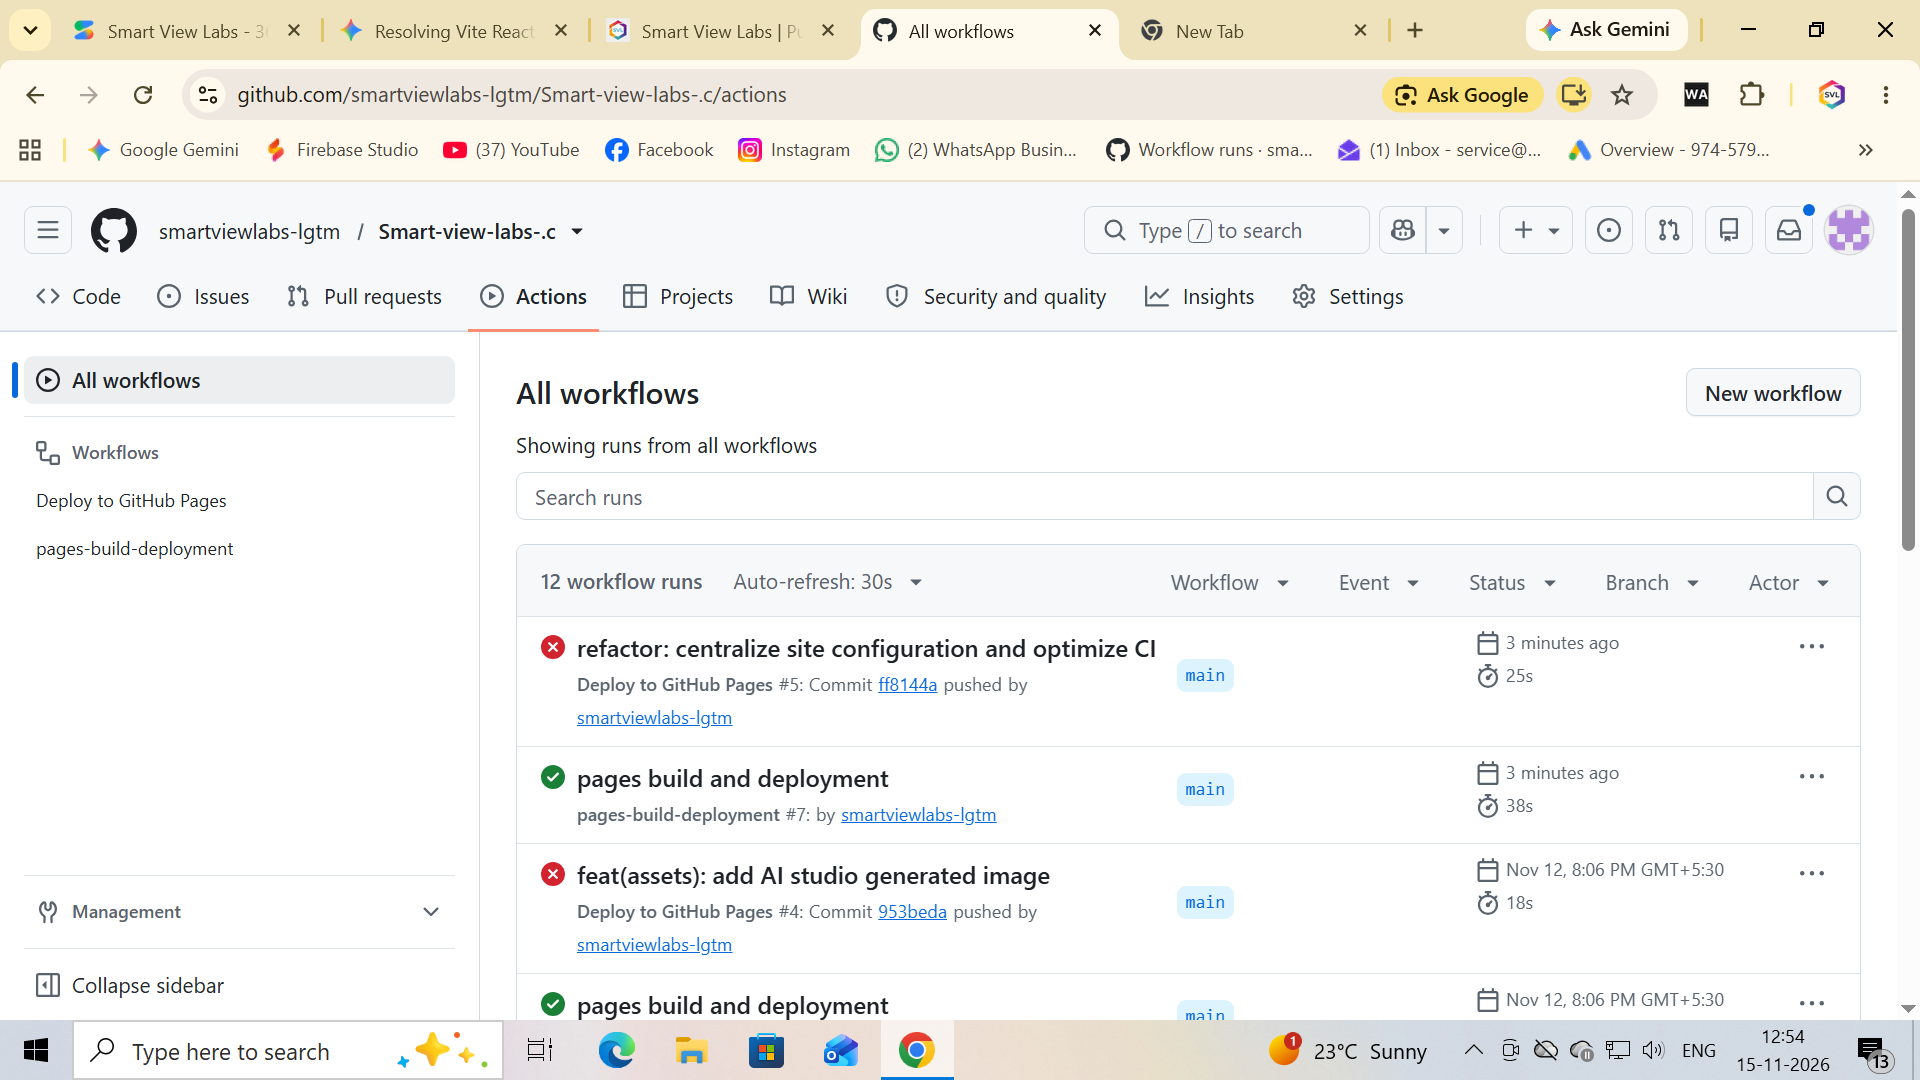 Smart View Labs - 3
Resolving Vite React
Smart View Labs | Pu
All workflows
New Tab
Ask Gemini
github.com/smartviewlabs-lgtm/Smart-view-labs-.c/actions
Ask Google
WA
SVL
Google Gemini
Firebase Studio
(37) YouTube
Facebook
Instagram
(2) WhatsApp Busin...
Workflow runs · sma...
(1) Inbox - service@...
Overview - 974-579...
smartviewlabs-lgtm / Smart-view-labs-.c
Type / to search
Code
Issues
Pull requests
Actions
Projects
Wiki
Security and quality
Insights
Settings
All workflows
Workflows
Deploy to GitHub Pages
pages-build-deployment
Management
Collapse sidebar
All workflows
New workflow
Showing runs from all workflows
Search runs
12 workflow runs
Auto-refresh: 30s
Workflow
Event
Status
Branch
Actor
refactor: centralize site configuration and optimize CI
Deploy to GitHub Pages #5: Commit ff8144a pushed by
smartviewlabs-lgtm
main
3 minutes ago
25s
pages build and deployment
pages-build-deployment #7: by smartviewlabs-lgtm
main
3 minutes ago
38s
feat(assets): add AI studio generated image
Deploy to GitHub Pages #4: Commit 953beda pushed by
smartviewlabs-lgtm
main
Nov 12, 8:06 PM GMT+5:30
18s
pages build and deployment
main
Nov 12, 8:06 PM GMT+5:30
Type here to search
1
23°C Sunny
ENG
12:54
15-11-2026
13